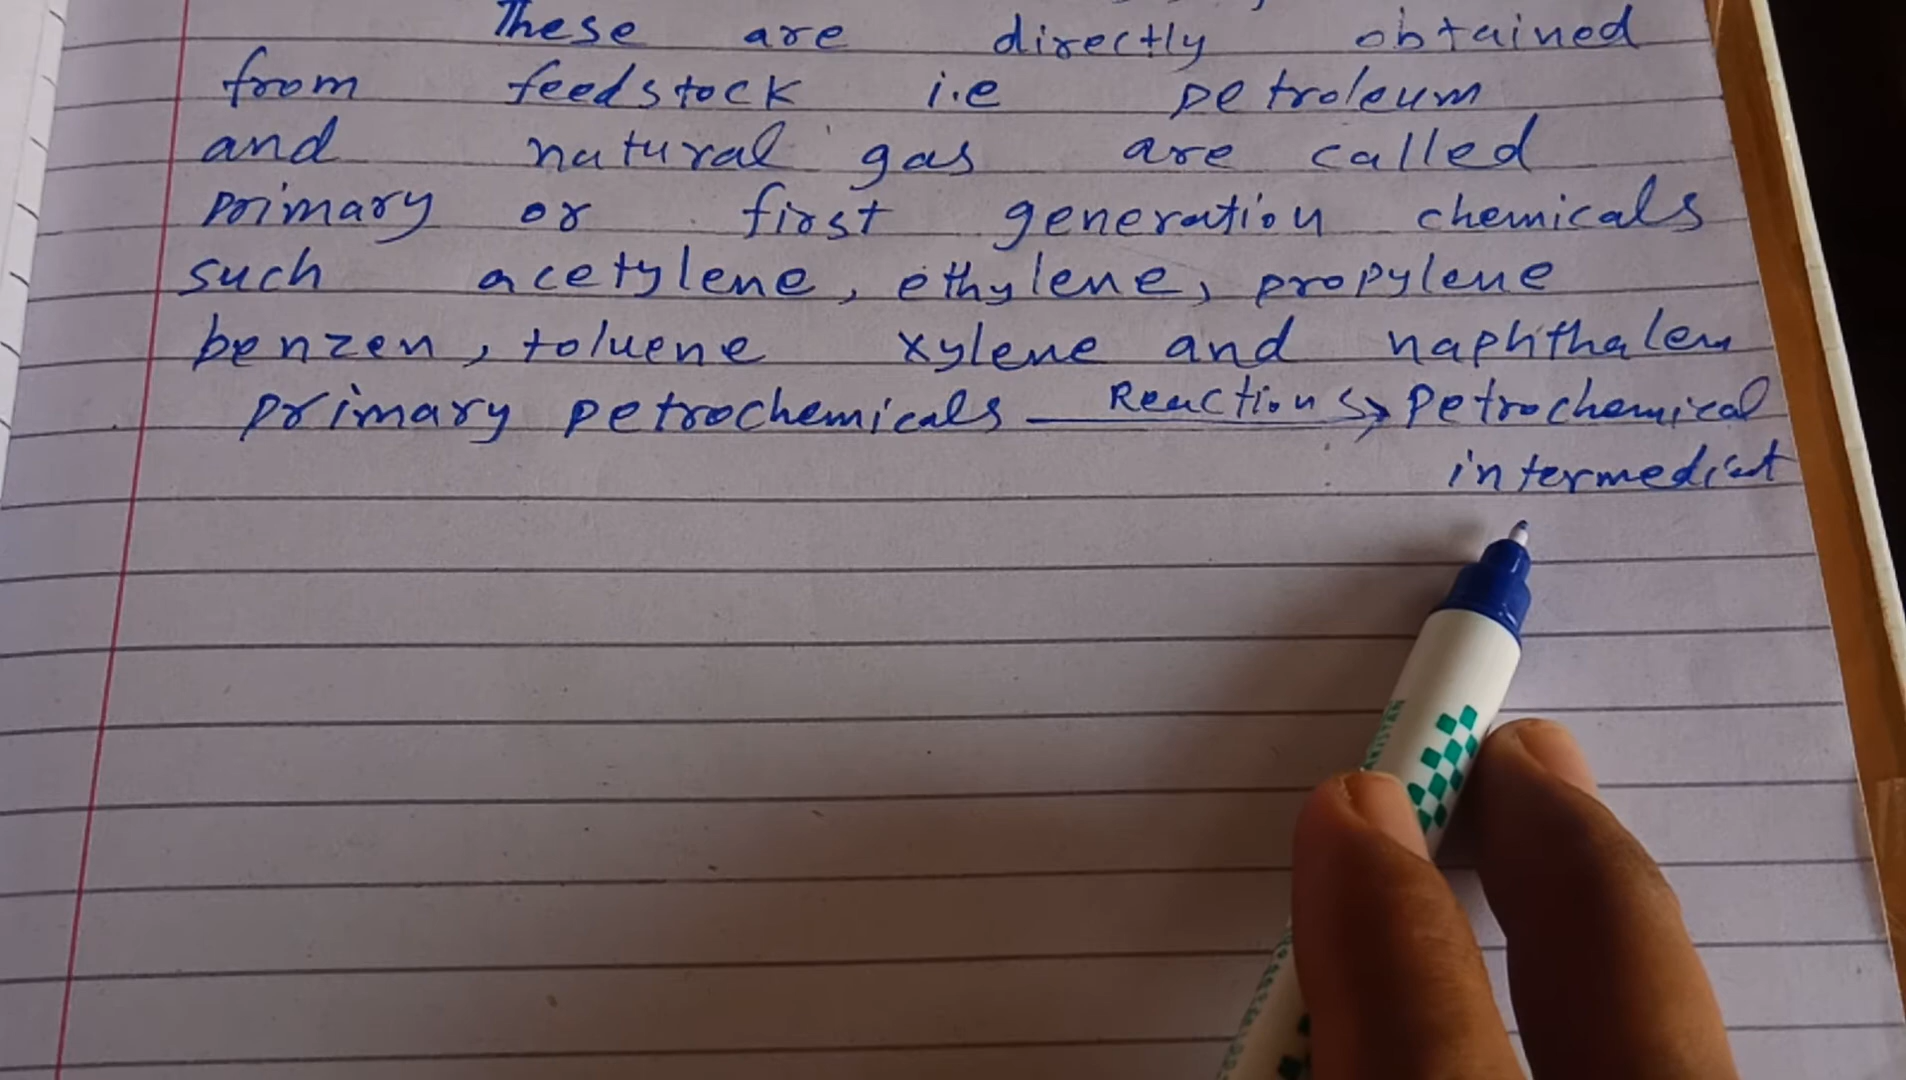 These are directly obtained
from feedstock i.e petroleum
and natural gas are called
primary or first generation chemicals
such acetylene, ethylene, propylene
benzen, toluene xylene and naphthalen
primary petrochemicals Reactions petrochemical
intermediat